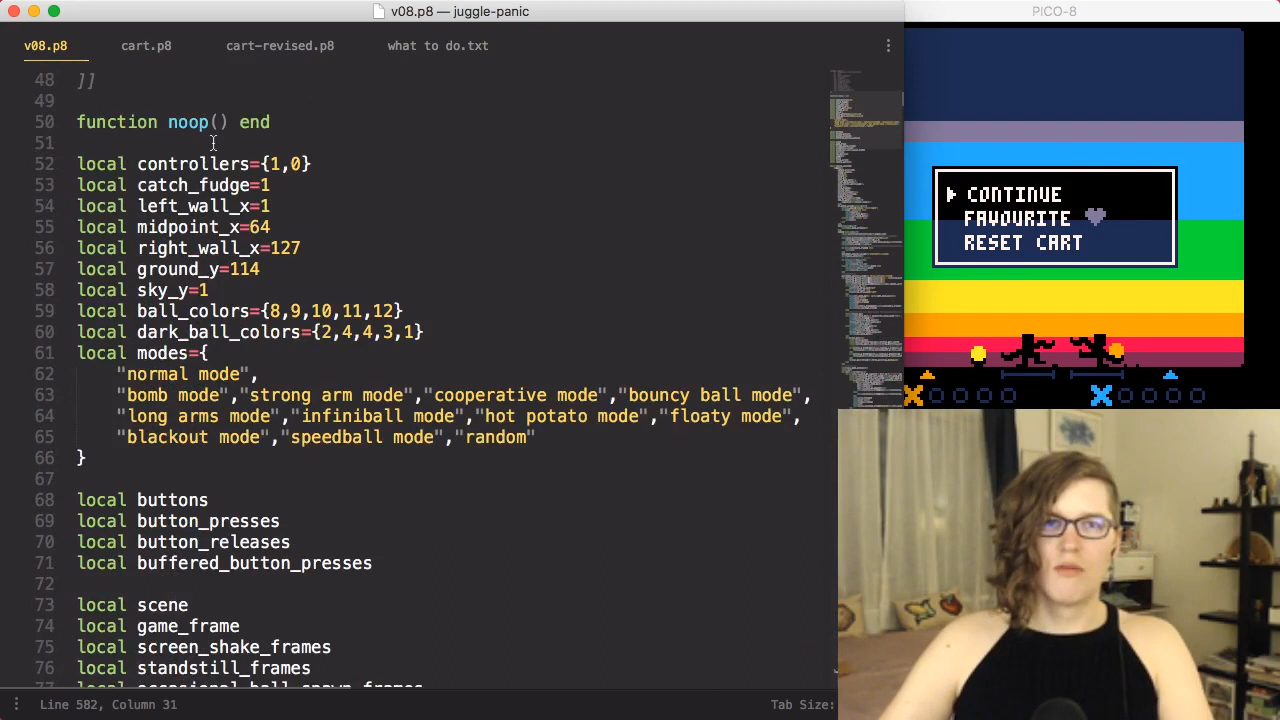 v08.p8 — juggle-panic
PICO-8
v08.p8 cart.p8 cart-revised.p8 what to do.txt
48 ]]
49
50 function noop() end
51
52 local controllers={1,0}
53 local catch_fudge=1
54 local left_wall_x=1
55 local midpoint_x=64
56 local right_wall_x=127
57 local ground_y=114
58 local sky_y=1
59 local ball_colors={8,9,10,11,12}
60 local dark_ball_colors={2,4,4,3,1}
61 local modes={
62 "normal mode",
63 "bomb mode","strong arm mode","cooperative mode","bouncy ball mode",
64 "long arms mode","infiniball mode","hot potato mode","floaty mode",
65 "blackout mode","speedball mode","random"
66 }
67
68 local buttons
69 local button_presses
70 local button_releases
71 local buffered_button_presses
72
73 local scene
74 local game_frame
75 local screen_shake_frames
76 local standstill_frames
CONTINUE
FAVOURITE
RESET CART
Line 582, Column 31
Tab Size: